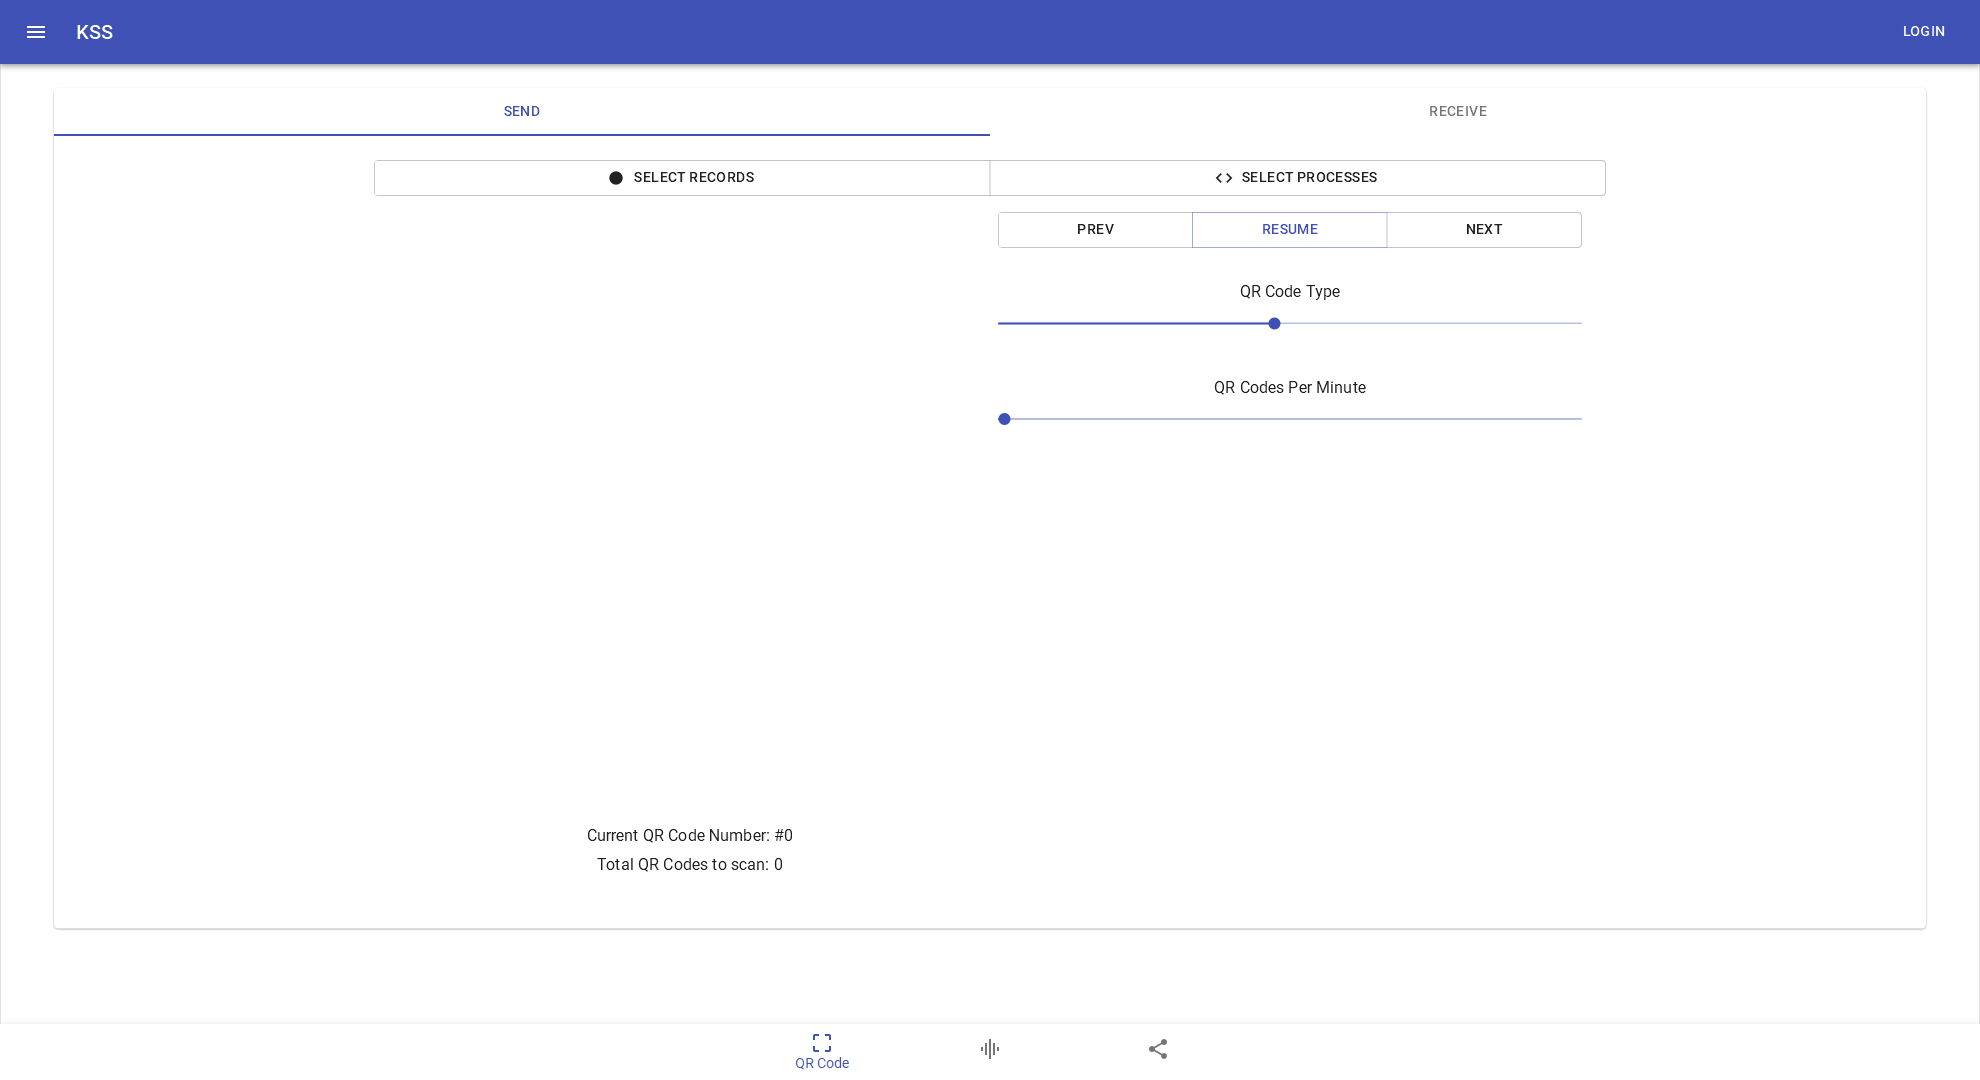 KSS
LOGIN
SEND
RECEIVE
SELECT RECORDS
SELECT PROCESSES
PREV
RESUME
NEXT
QR Code Type
QR Codes Per Minute
Current QR Code Number: #0
Total QR Codes to scan: 0
QR Code